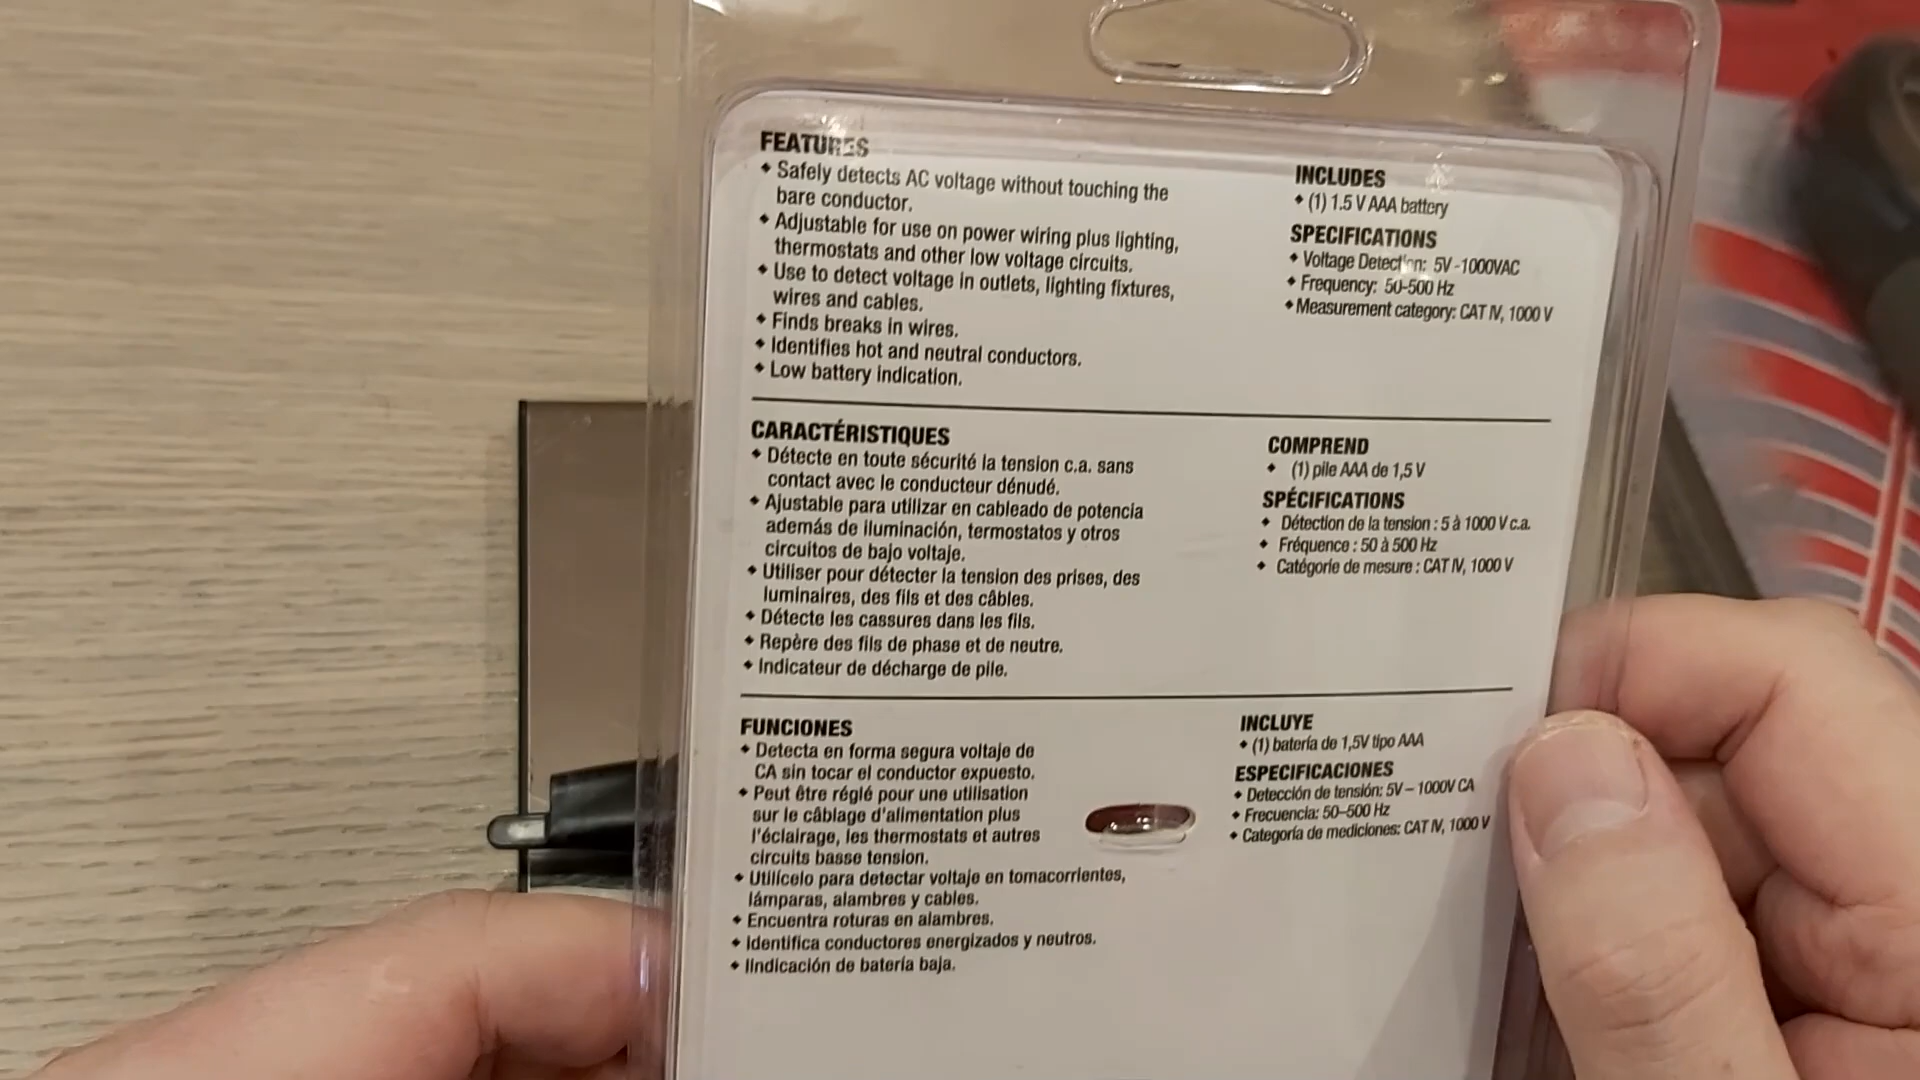 FEATURES
◆ Safely detects AC voltage without touching the
bare conductor.
◆ Adjustable for use on power wiring plus lighting,
thermostats and other low voltage circuits.
◆ Use to detect voltage in outlets, lighting fixtures,
wires and cables.
◆ Finds breaks in wires.
◆ Identifies hot and neutral conductors.
◆ Low battery indication.
INCLUDES
◆ (1) 1.5 V AAA battery
SPECIFICATIONS
◆ Voltage Detection: 5V -1000VAC
◆ Frequency: 50-500 Hz
◆ Measurement category: CAT IV, 1000 V
CARACTÉRISTIQUES
◆ Détecte en toute sécurité la tension c.a. sans
contact avec le conducteur dénudé.
◆ Ajustable para utilizar en cableado de potencia
además de iluminación, termostatos y otros
circuitos de bajo voltaje.
◆ Utiliser pour détecter la tension des prises, des
luminaires, des fils et des câbles.
◆ Détecte les cassures dans les fils.
◆ Repère des fils de phase et de neutre.
◆ Indicateur de décharge de pile.
COMPREND
◆ (1) pile AAA de 1,5 V
SPÉCIFICATIONS
◆ Détection de la tension : 5 à 1000 V c.a.
◆ Fréquence : 50 à 500 Hz
◆ Catégorie de mesure : CAT IV, 1000 V
FUNCIONES
◆ Detecta en forma segura voltaje de
CA sin tocar el conductor expuesto.
◆ Peut être réglé pour une utilisation
sur le câblage d'alimentation plus
l'éclairage, les thermostats et autres
circuits basse tension.
◆ Utilícelo para detectar voltaje en tomacorrientes,
lámparas, alambres y cables.
◆ Encuentra roturas en alambres.
◆ Identifica conductores energizados y neutros.
◆ Iindicación de batería baja.
INCLUYE
◆ (1) batería de 1,5V tipo AAA
ESPECIFICACIONES
◆ Detección de tensión: 5V – 1000V CA
◆ Frecuencia: 50–500 Hz
◆ Categoría de mediciones: CAT IV, 1000 V